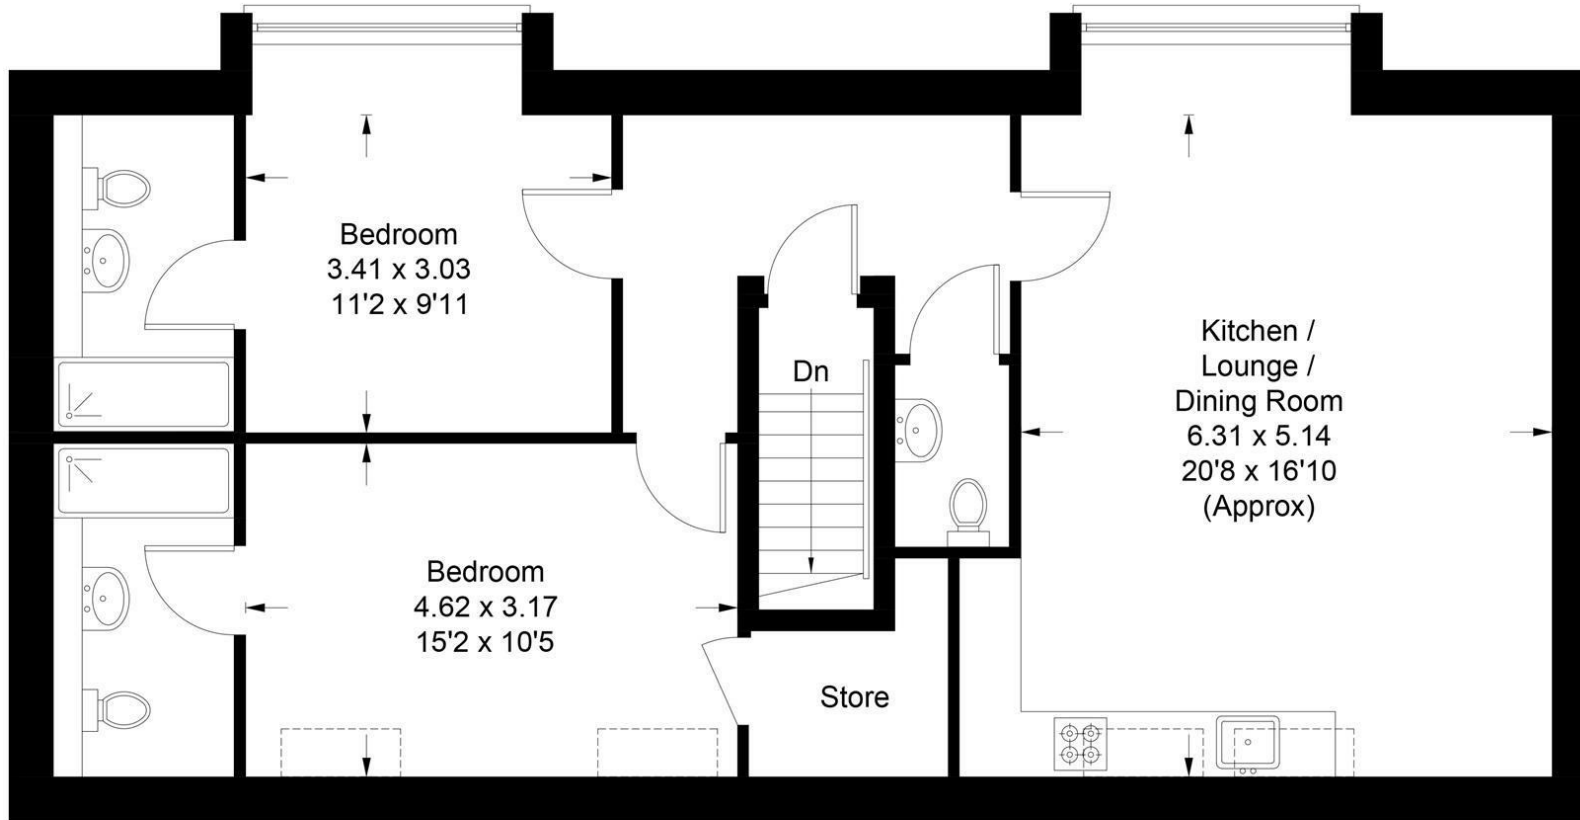 Bedroom
3.41 x 3.03
11'2 x 9'11
Dn
Kitchen /
Lounge /
Dining Room
6.31 x 5.14
20'8 x 16'10
(Approx)
Bedroom
4.62 x 3.17
15'2 x 10'5
Store